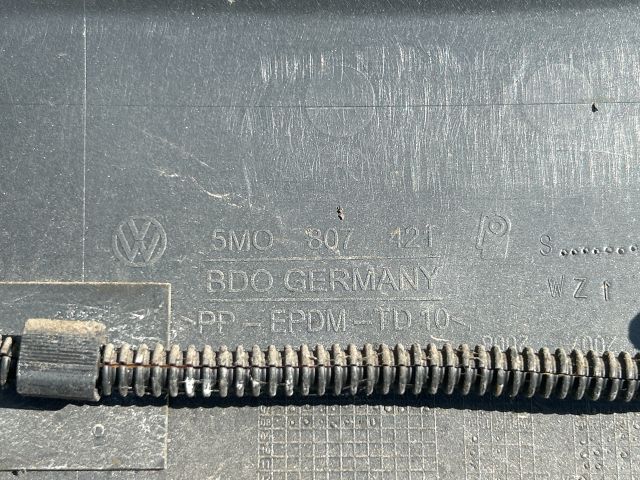 5M0 807 421
S........
BDO GERMANY
WZ↑
>PP-EPDM-TD10<